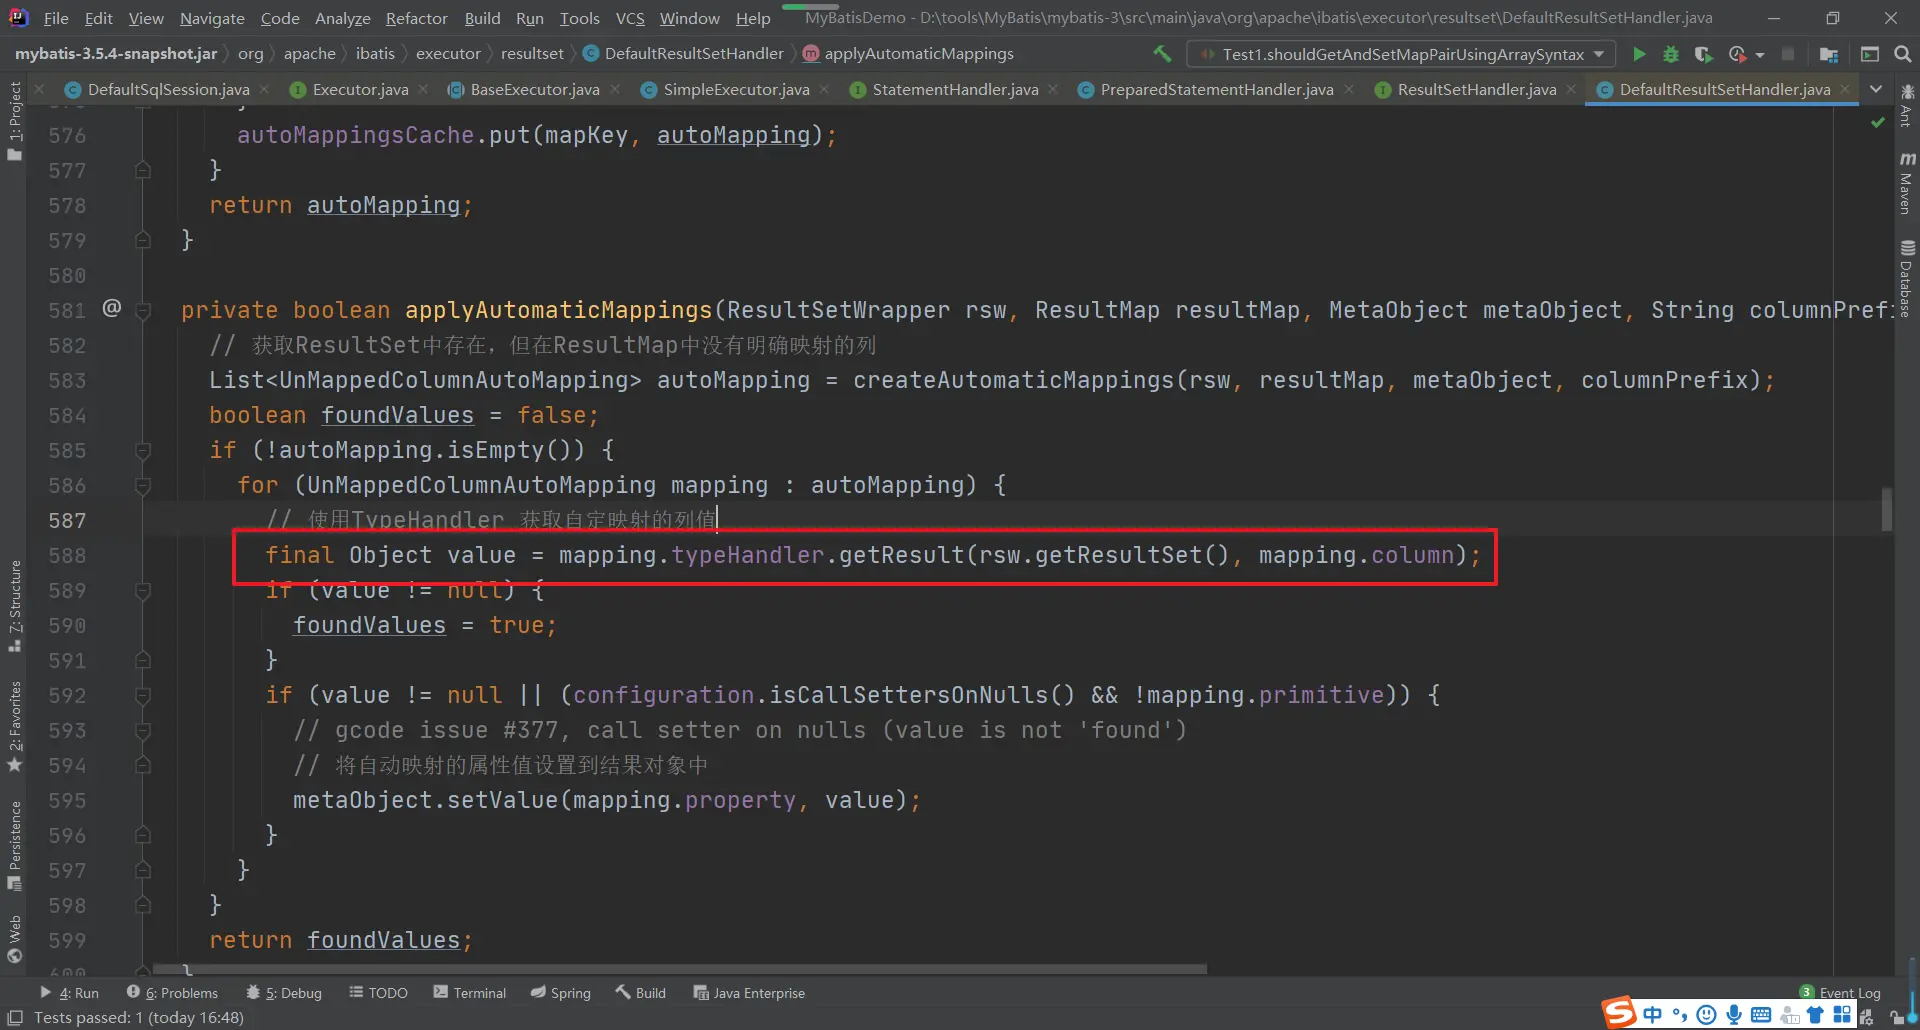 File Edit View Navigate Code Analyze Refactor Build Run Tools VCS Window Help MyBatisDemo - D:\tools\MyBatis\mybatis-3\src\main\java\org\apache\ibatis\executor\resultset\DefaultResultSetHandler.java
mybatis-3.5.4-snapshot.jar org apache ibatis executor resultset DefaultResultSetHandler applyAutomaticMappings Test1.shouldGetAndSetMapPairUsingArraySyntax
DefaultSqlSession.java Executor.java BaseExecutor.java SimpleExecutor.java StatementHandler.java PreparedStatementHandler.java ResultSetHandler.java DefaultResultSetHandler.java
576 autoMappingsCache.put(mapKey, autoMapping);
577 }
578 return autoMapping;
579 }
580
581 @ private boolean applyAutomaticMappings(ResultSetWrapper rsw, ResultMap resultMap, MetaObject metaObject, String columnPrefi
582 // 获取ResultSet中存在，但在ResultMap中没有明确映射的列
583 List<UnMappedColumnAutoMapping> autoMapping = createAutomaticMappings(rsw, resultMap, metaObject, columnPrefix);
584 boolean foundValues = false;
585 if (!autoMapping.isEmpty()) {
586 for (UnMappedColumnAutoMapping mapping : autoMapping) {
587 // 使用TypeHandler 获取自定映射的列值
588 final Object value = mapping.typeHandler.getResult(rsw.getResultSet(), mapping.column);
589 if (value != null) {
590 foundValues = true;
591 }
592 if (value != null || (configuration.isCallSettersOnNulls() && !mapping.primitive)) {
593 // gcode issue #377, call setter on nulls (value is not 'found')
594 // 将自动映射的属性值设置到结果对象中
595 metaObject.setValue(mapping.property, value);
596 }
597 }
598 }
599 return foundValues;
600 }
1: Project
7: Structure
2: Favorites
Persistence
Web
Ant
Maven
Database
4: Run 6: Problems 5: Debug TODO Terminal Spring Build Java Enterprise 3 Event Log
Tests passed: 1 (today 16:48)
中